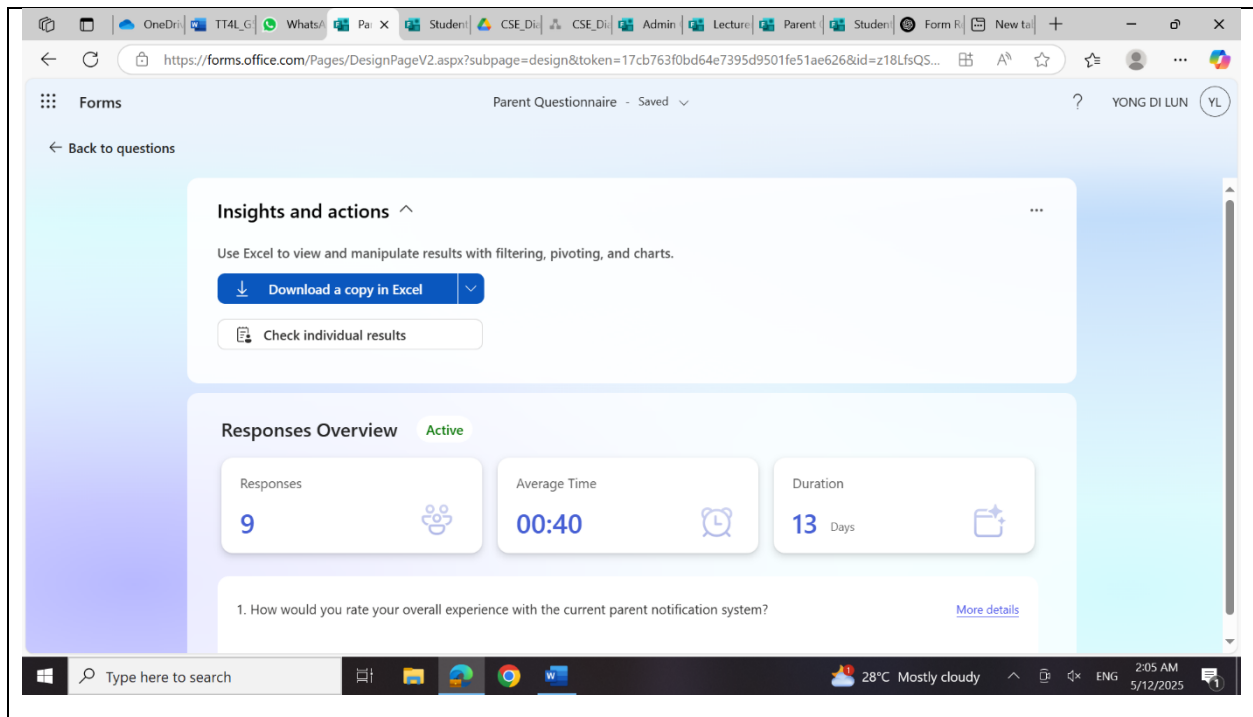 OneDriv
TT4L_G
WhatsA
Pa
Student
CSE_Dia
CSE_Dia
Admin
Lecture
Parent
Student
Form R
New tal
https://forms.office.com/Pages/DesignPageV2.aspx?subpage=design&token=17cb763f0bd64e7395d9501fe51ae626&id=z18LfsQS...
Forms
Parent Questionnaire - Saved
? YONG DI LUN YL
Back to questions
Insights and actions
Use Excel to view and manipulate results with filtering, pivoting, and charts.
Download a copy in Excel
Check individual results
Responses Overview Active
Responses
9
Average Time
00:40
Duration
13 Days
1. How would you rate your overall experience with the current parent notification system?
More details
Type here to search
28°C Mostly cloudy
ENG
2:05 AM
5/12/2025
1